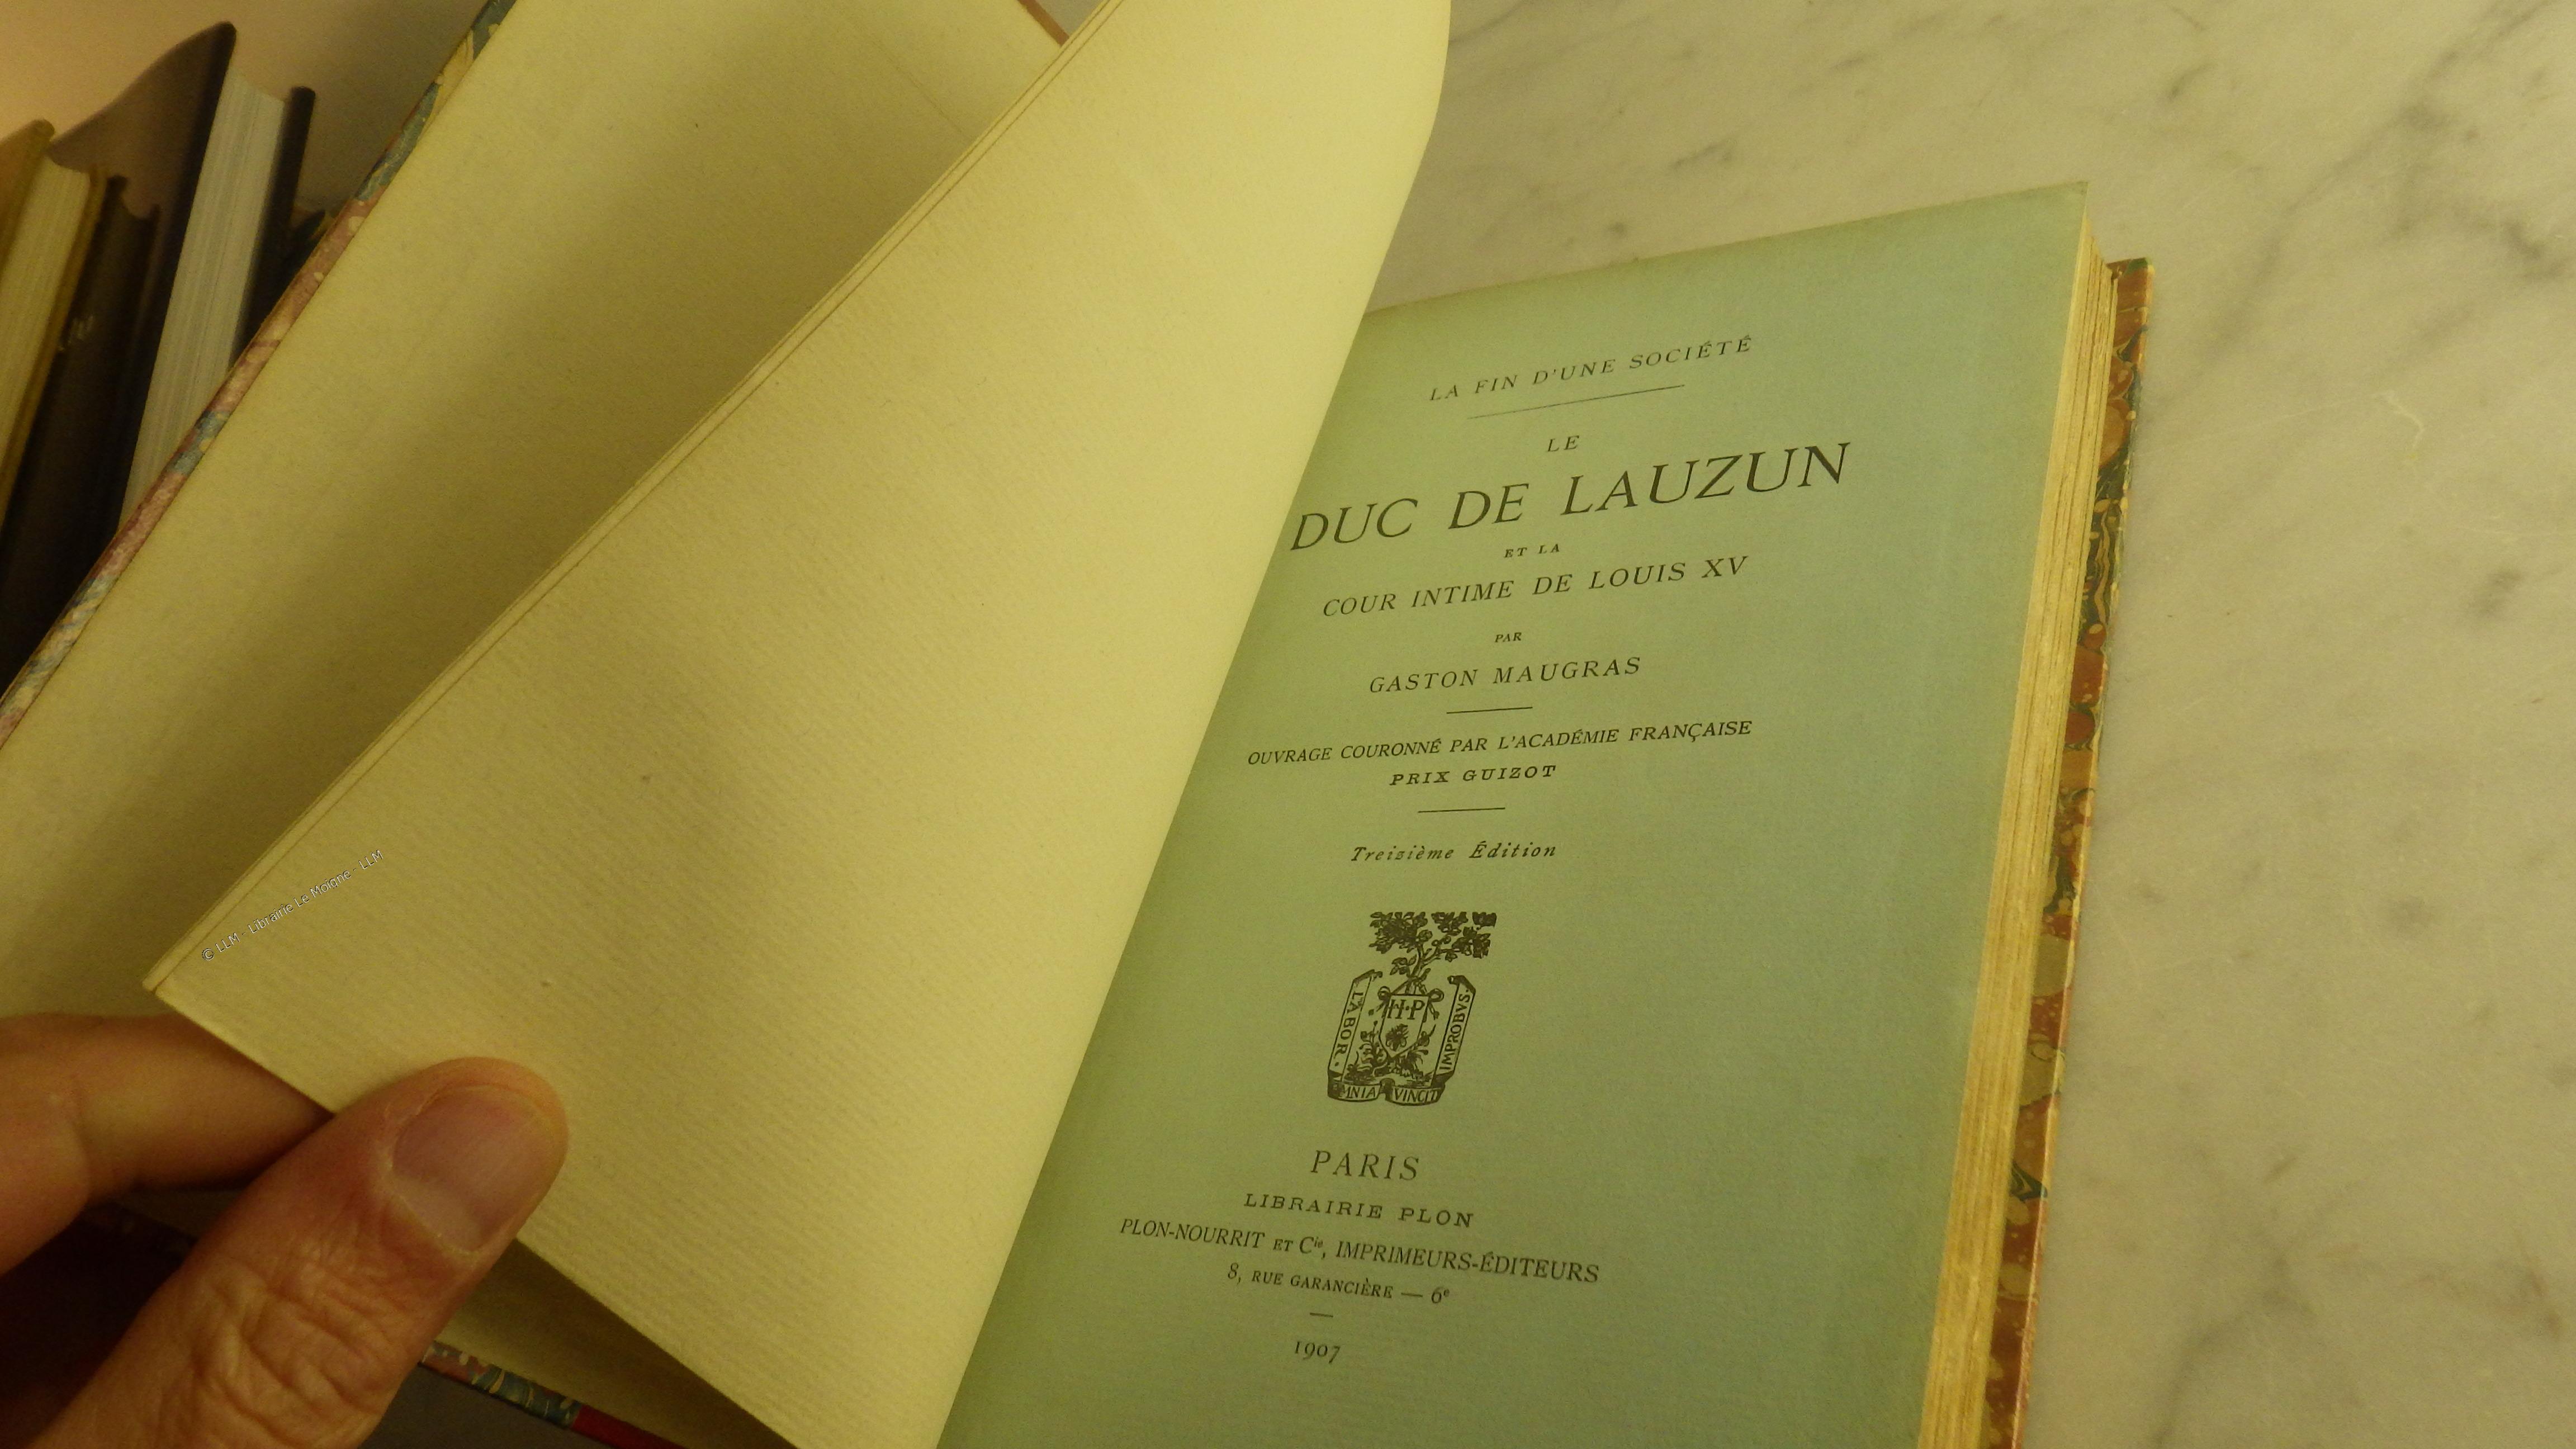 LA FIN D'UNE SOCIÉTÉ
LE
DUC DE LAUZUN
ET LA
COUR INTIME DE LOUIS XV
PAR
GASTON MAUGRAS
OUVRAGE COURONNÉ PAR L'ACADÉMIE FRANÇAISE
PRIX GUIZOT
Treizième Édition
H·P
LABOR.
IMPROBVS.
MNIA VINCIT
PARIS
LIBRAIRIE PLON
PLON-NOURRIT ET Cie, IMPRIMEURS-ÉDITEURS
8, RUE GARANCIÈRE — 6e
1907
© LLM - Librairie Le Moigne - LLM